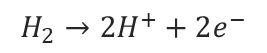 H₂ → 2H⁺ + 2e⁻